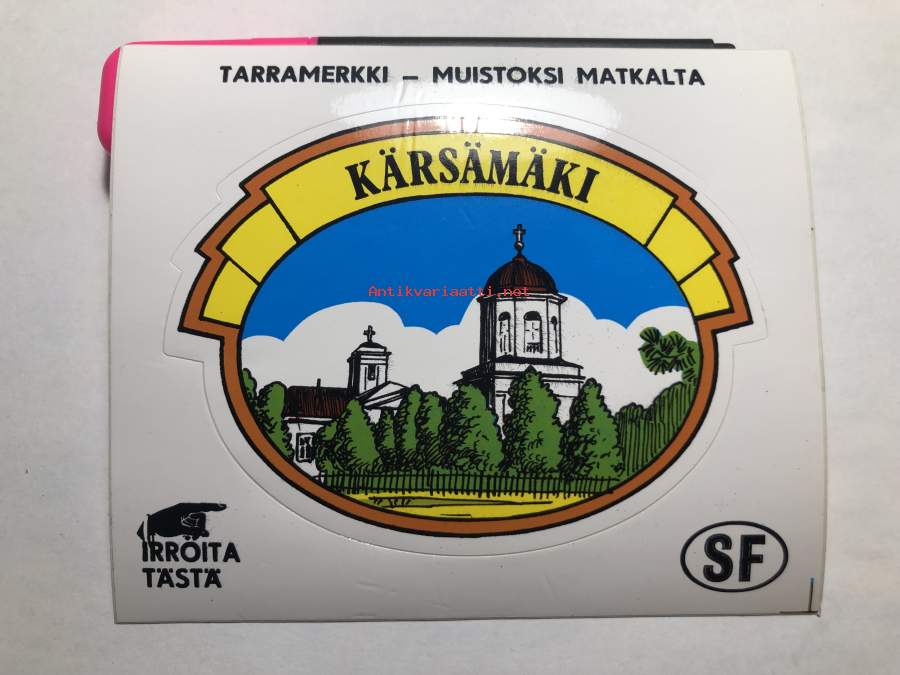 TARRAMERKKI – MUISTOKSI MATKALTA
KÄRSÄMÄKI
Antikvariaatti.net
IRROITA
TÄSTÄ
SF